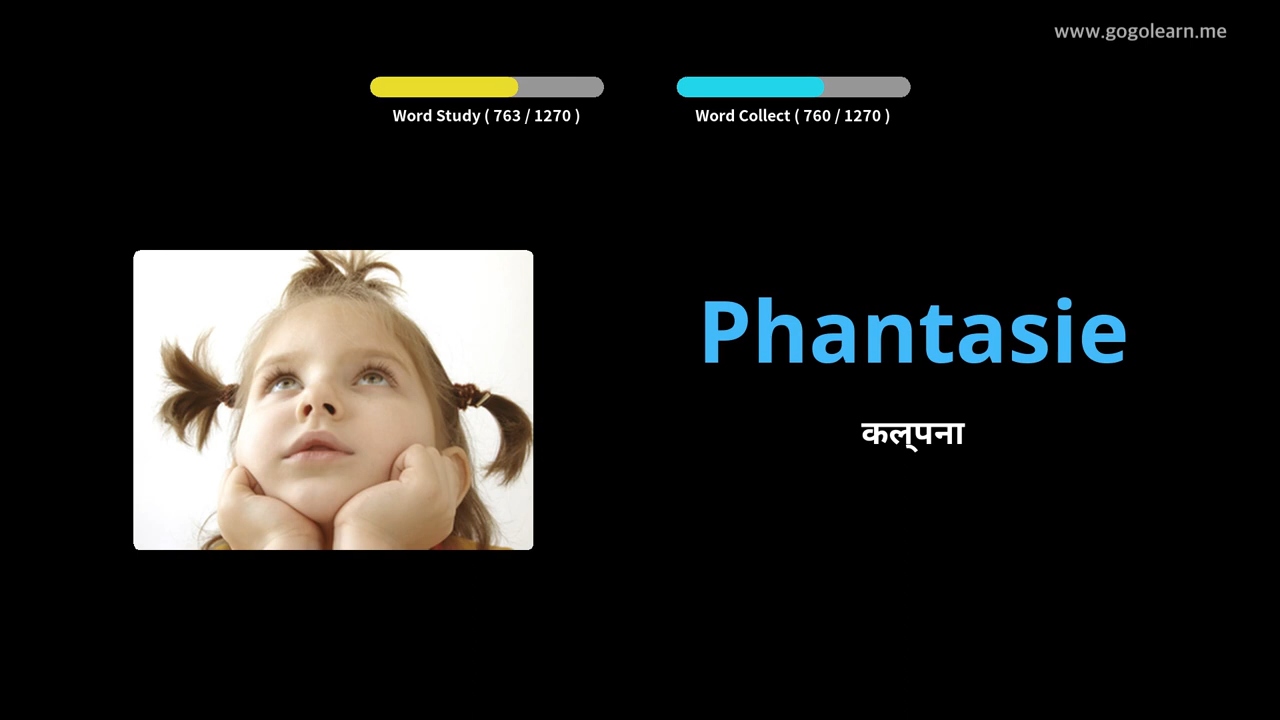 www.gogolearn.me
Word Study ( 763 / 1270 )
Word Collect ( 760 / 1270 )
Phantasie
कल्पना